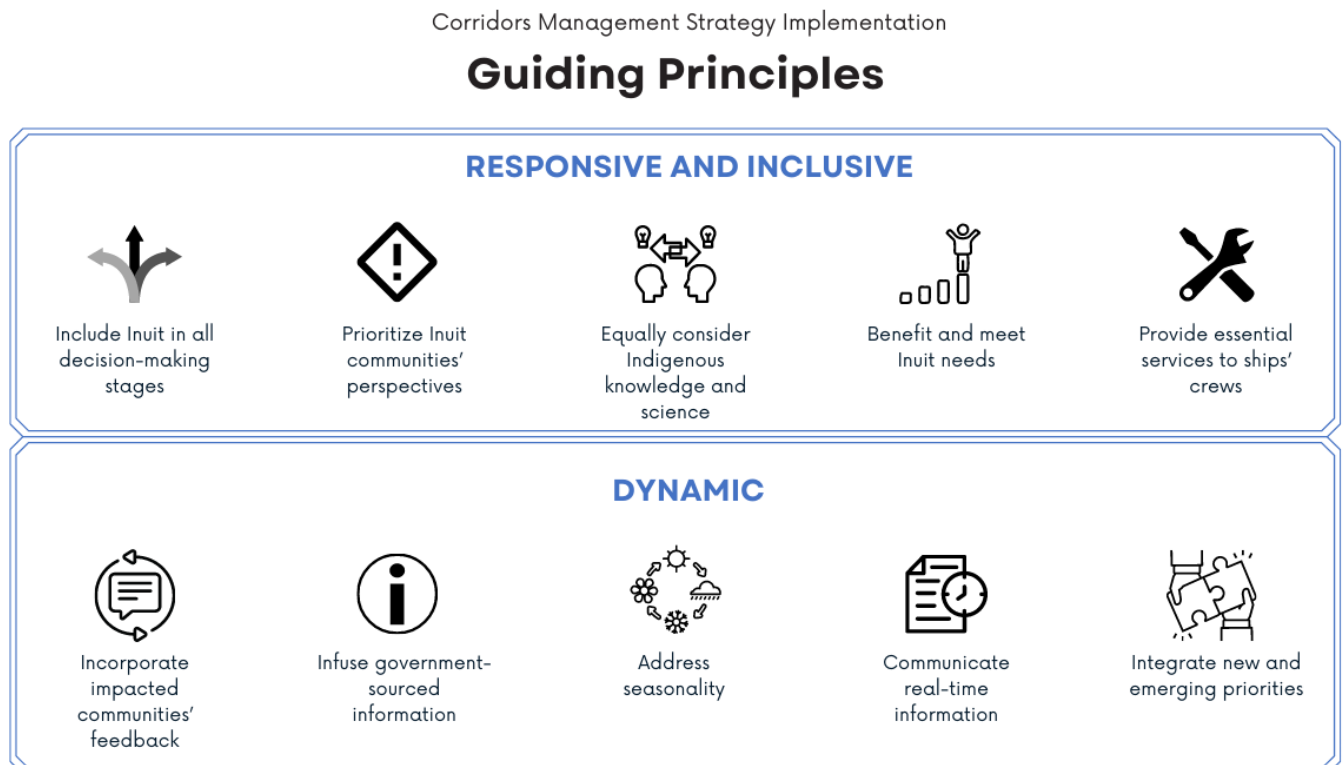 Corridors Management Strategy Implementation
Guiding Principles
RESPONSIVE AND INCLUSIVE
Include Inuit in all
decision-making
stages
Prioritize Inuit
communities’
perspectives
Equally consider
Indigenous
knowledge and
science
Benefit and meet
Inuit needs
Provide essential
services to ships’
crews
DYNAMIC
Incorporate
impacted
communities’
feedback
Infuse government-
sourced
information
Address
seasonality
Communicate
real-time
information
Integrate new and
emerging priorities